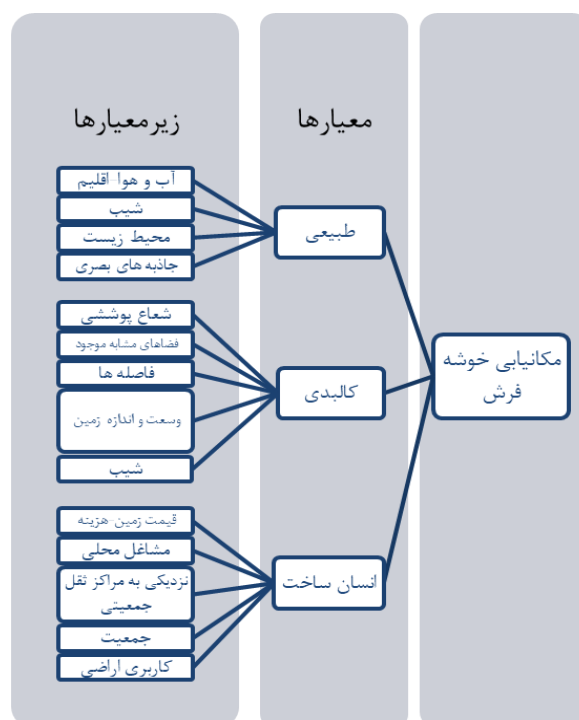 مکانیابی خوشه
فرش
معیارها
طبیعی
کالبدی
انسان ساخت
زیرمعیارها
آب و هوا-اقلیم
شیب
محیط زیست
جاذبه های بصری
شعاع پوششی
فضاهای مشابه موجود
فاصله ها
وسعت و اندازه زمین
شیب
قیمت زمین-هزینه
مشاغل محلی
نزدیکی به مراکز ثقل
جمعیتی
جمعیت
کاربری اراضی